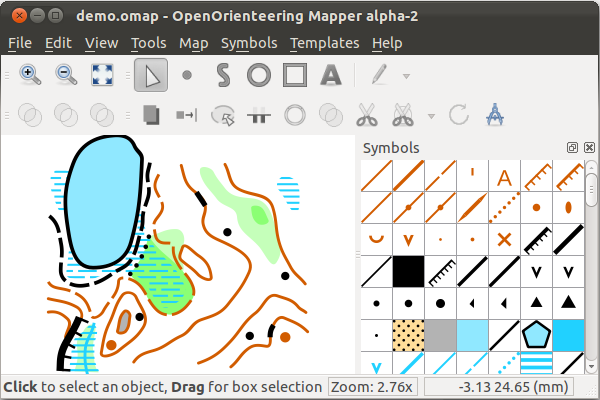 demo.omap - OpenOrienteering Mapper alpha-2
File Edit View Tools Map Symbols Templates Help
Symbols
A
Click to select an object, Drag for box selection Zoom: 2.76x -3.13 24.65 (mm)